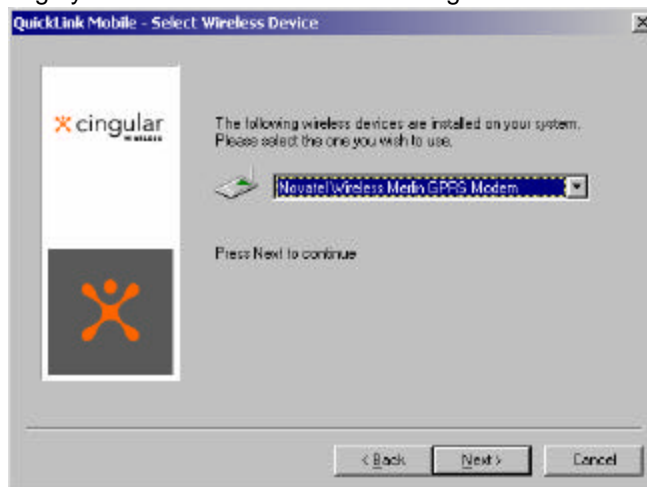 QuickLink Mobile - Select Wireless Device
cingular
WIRELESS
The following wireless devices are installed on your system.
Please select the one you wish to use.
Novatel Wireless Merlin GPRS Modem
Press Next to continue
< Back
Next >
Cancel